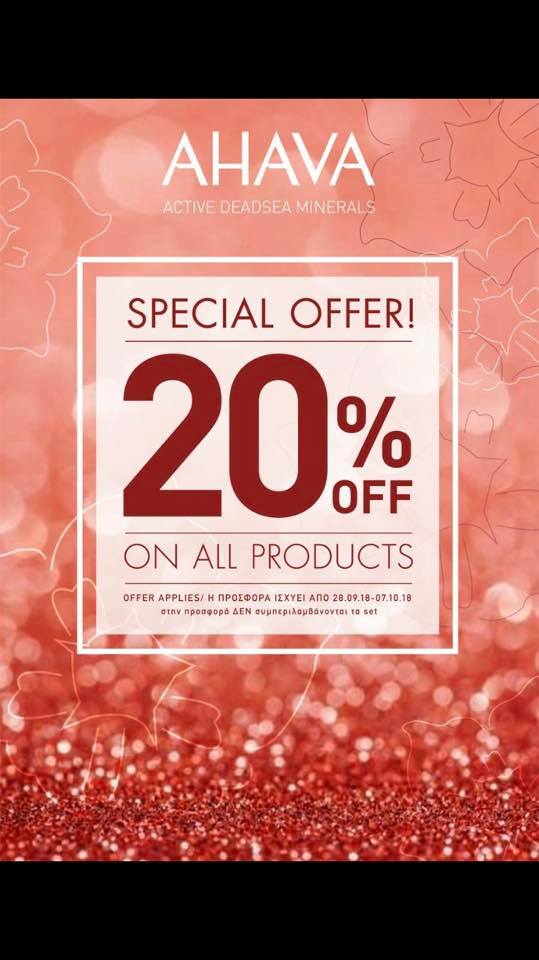 AHAVA
ACTIVE DEADSEA MINERALS
SPECIAL OFFER!
20%
OFF
ON ALL PRODUCTS
OFFER APPLIES/ Η ΠΡΟΣΦΟΡΑ ΙΣΧΥΕΙ ΑΠΟ 28.09.18-07.10.18
στην προσφορά ΔΕΝ συμπεριλαμβάνονται τα set